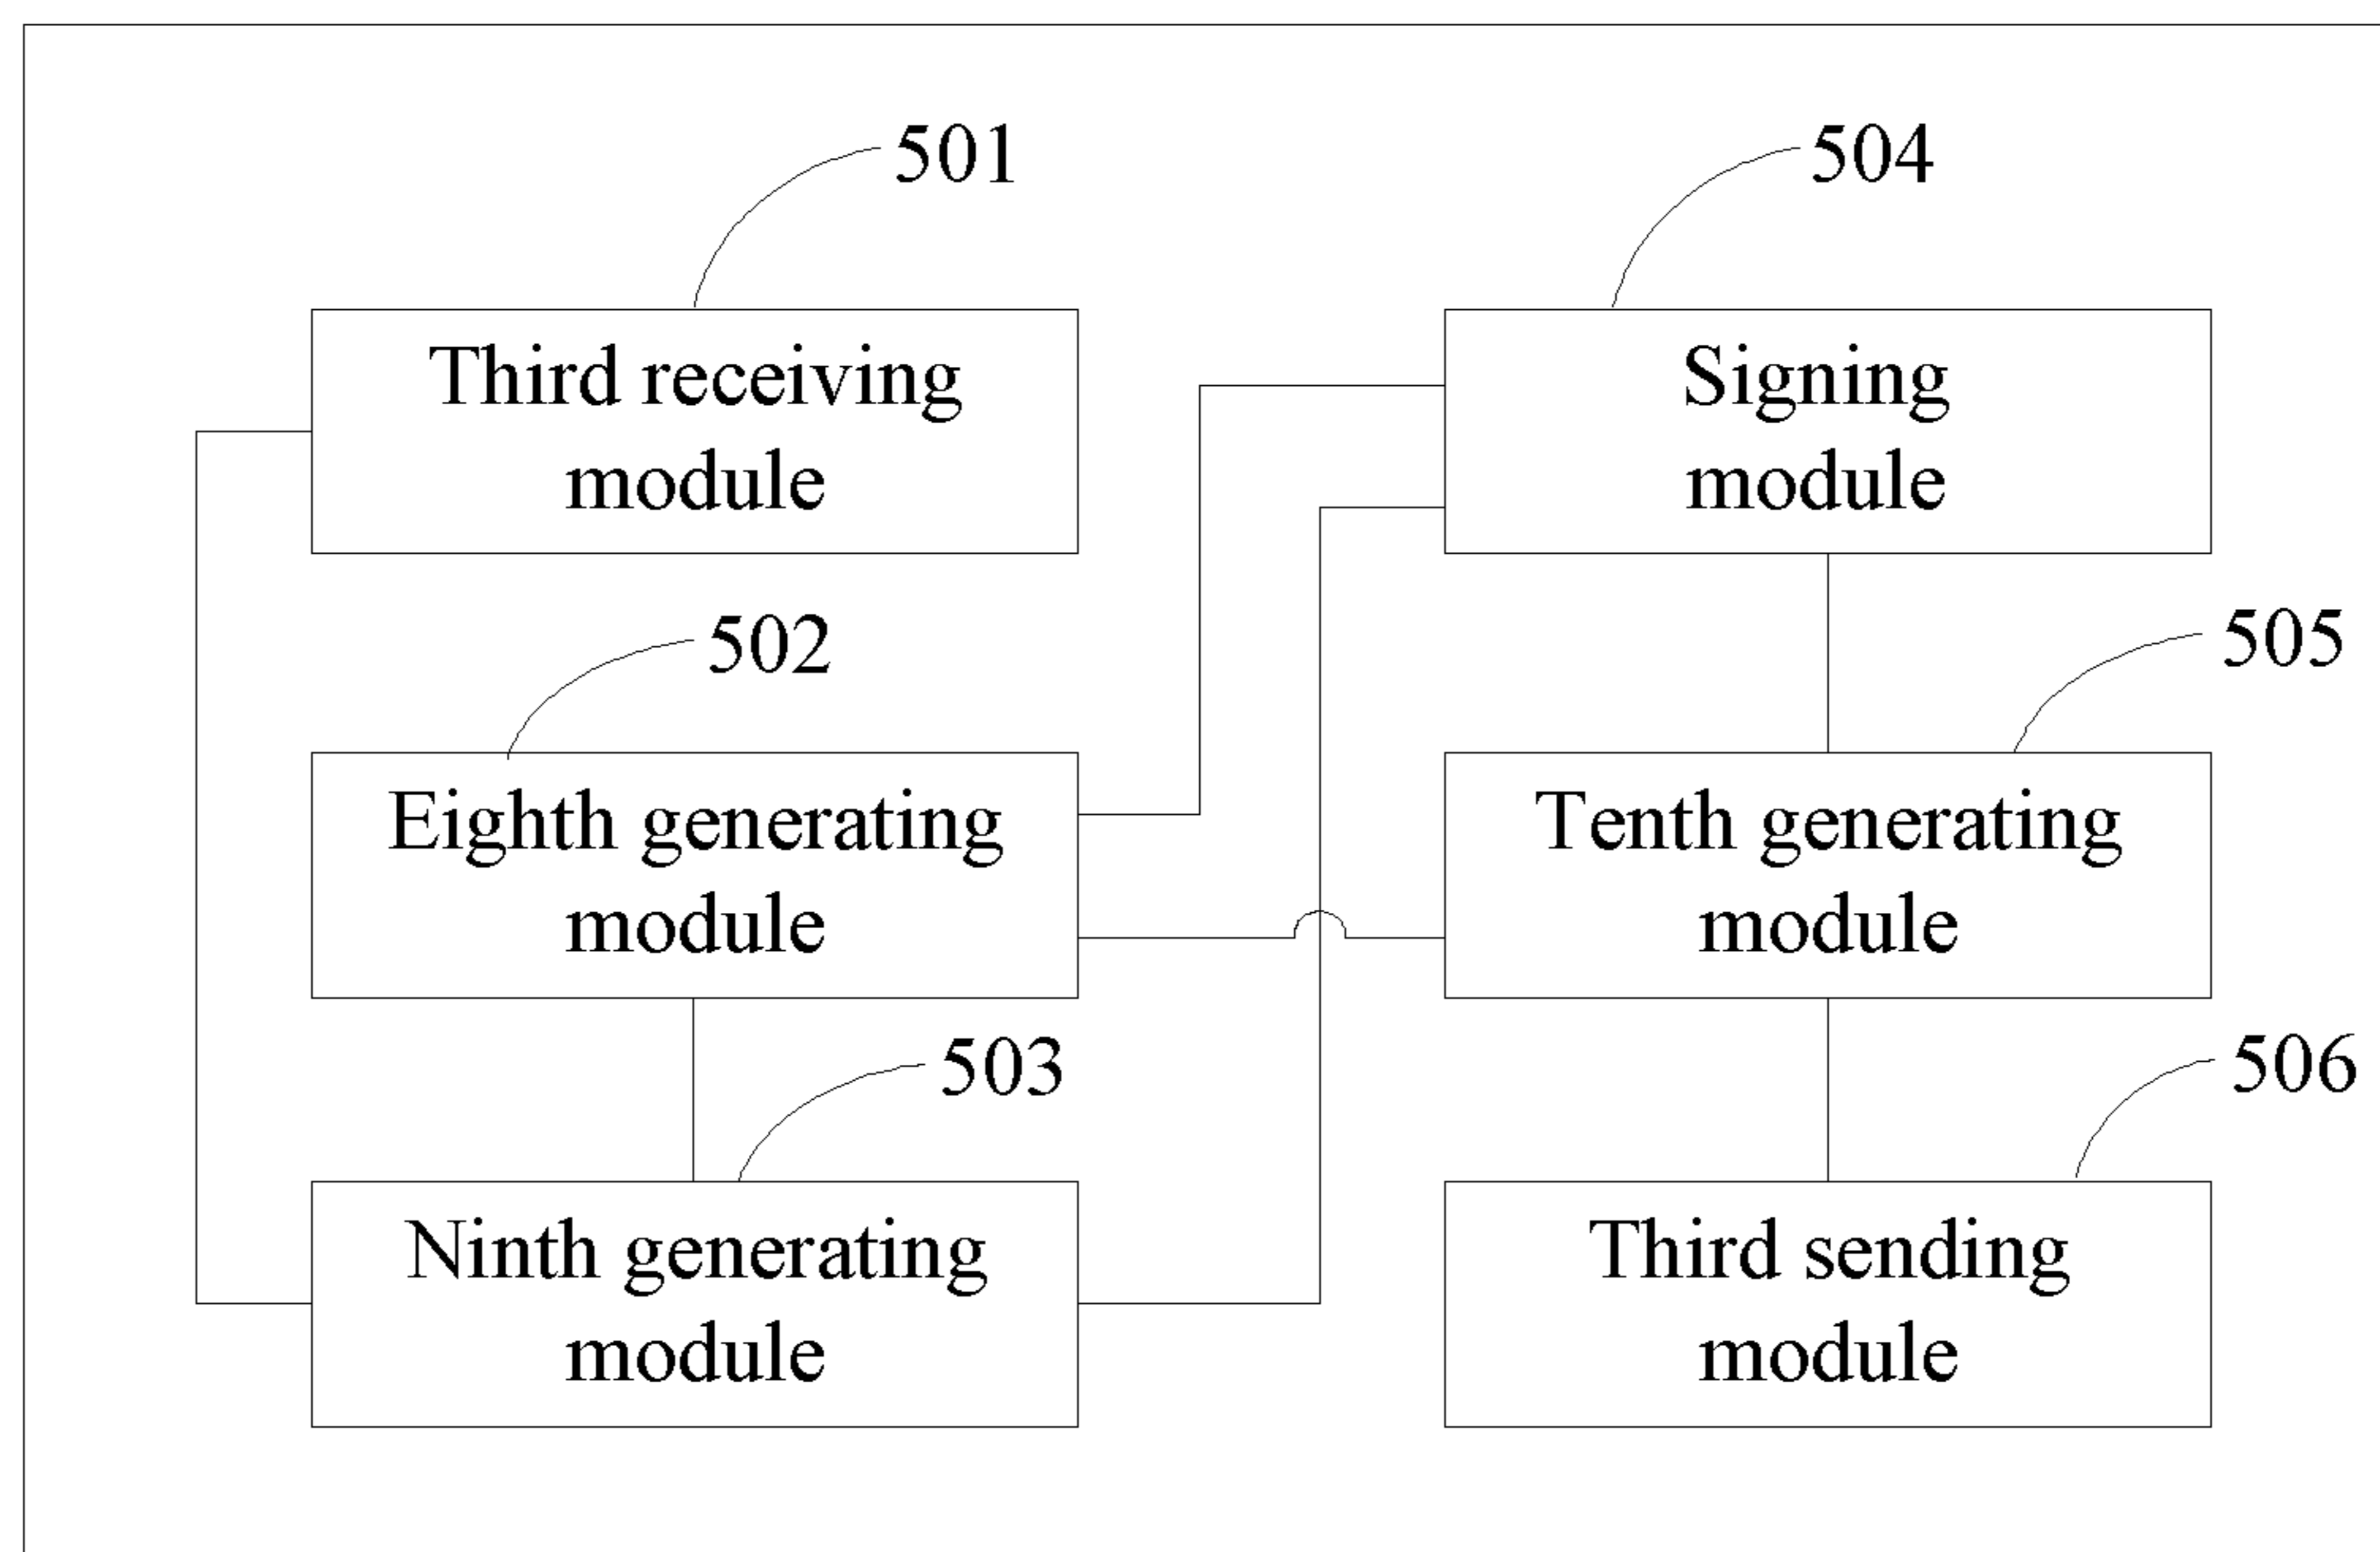 501
504
Third receiving
module
Signing
module
502
505
Eighth generating
module
Tenth generating
module
503
506
Ninth generating
module
Third sending
module